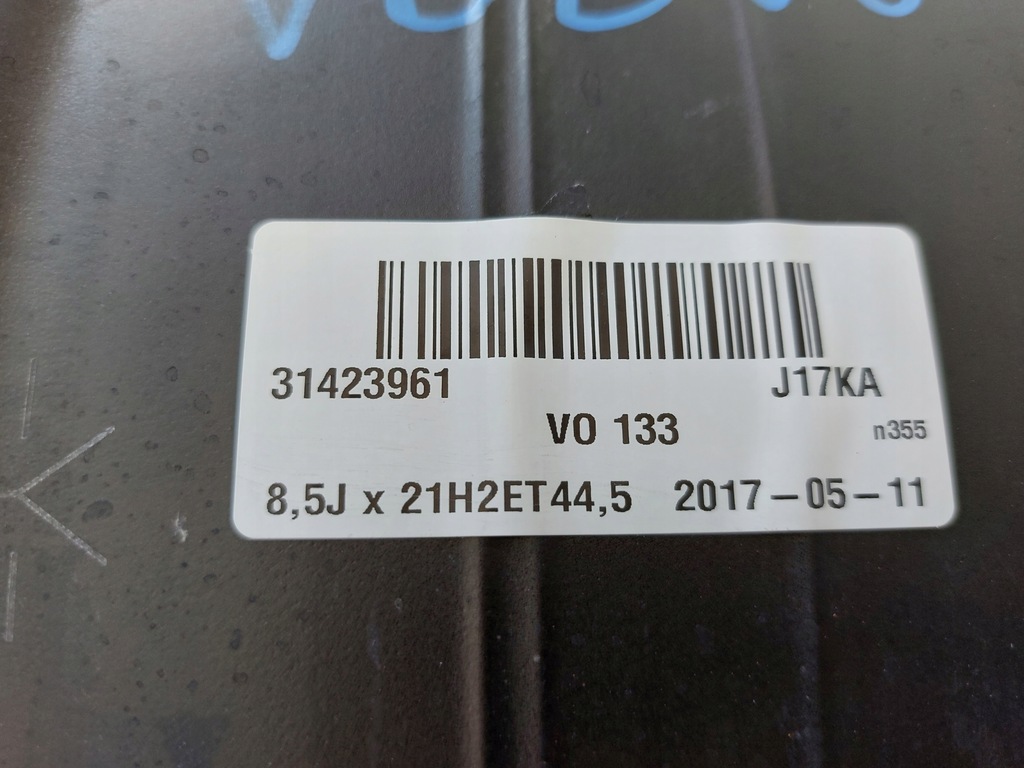 31423961 J17KA
VO 133
n355
8,5J x 21H2ET44,5 2017-05-11